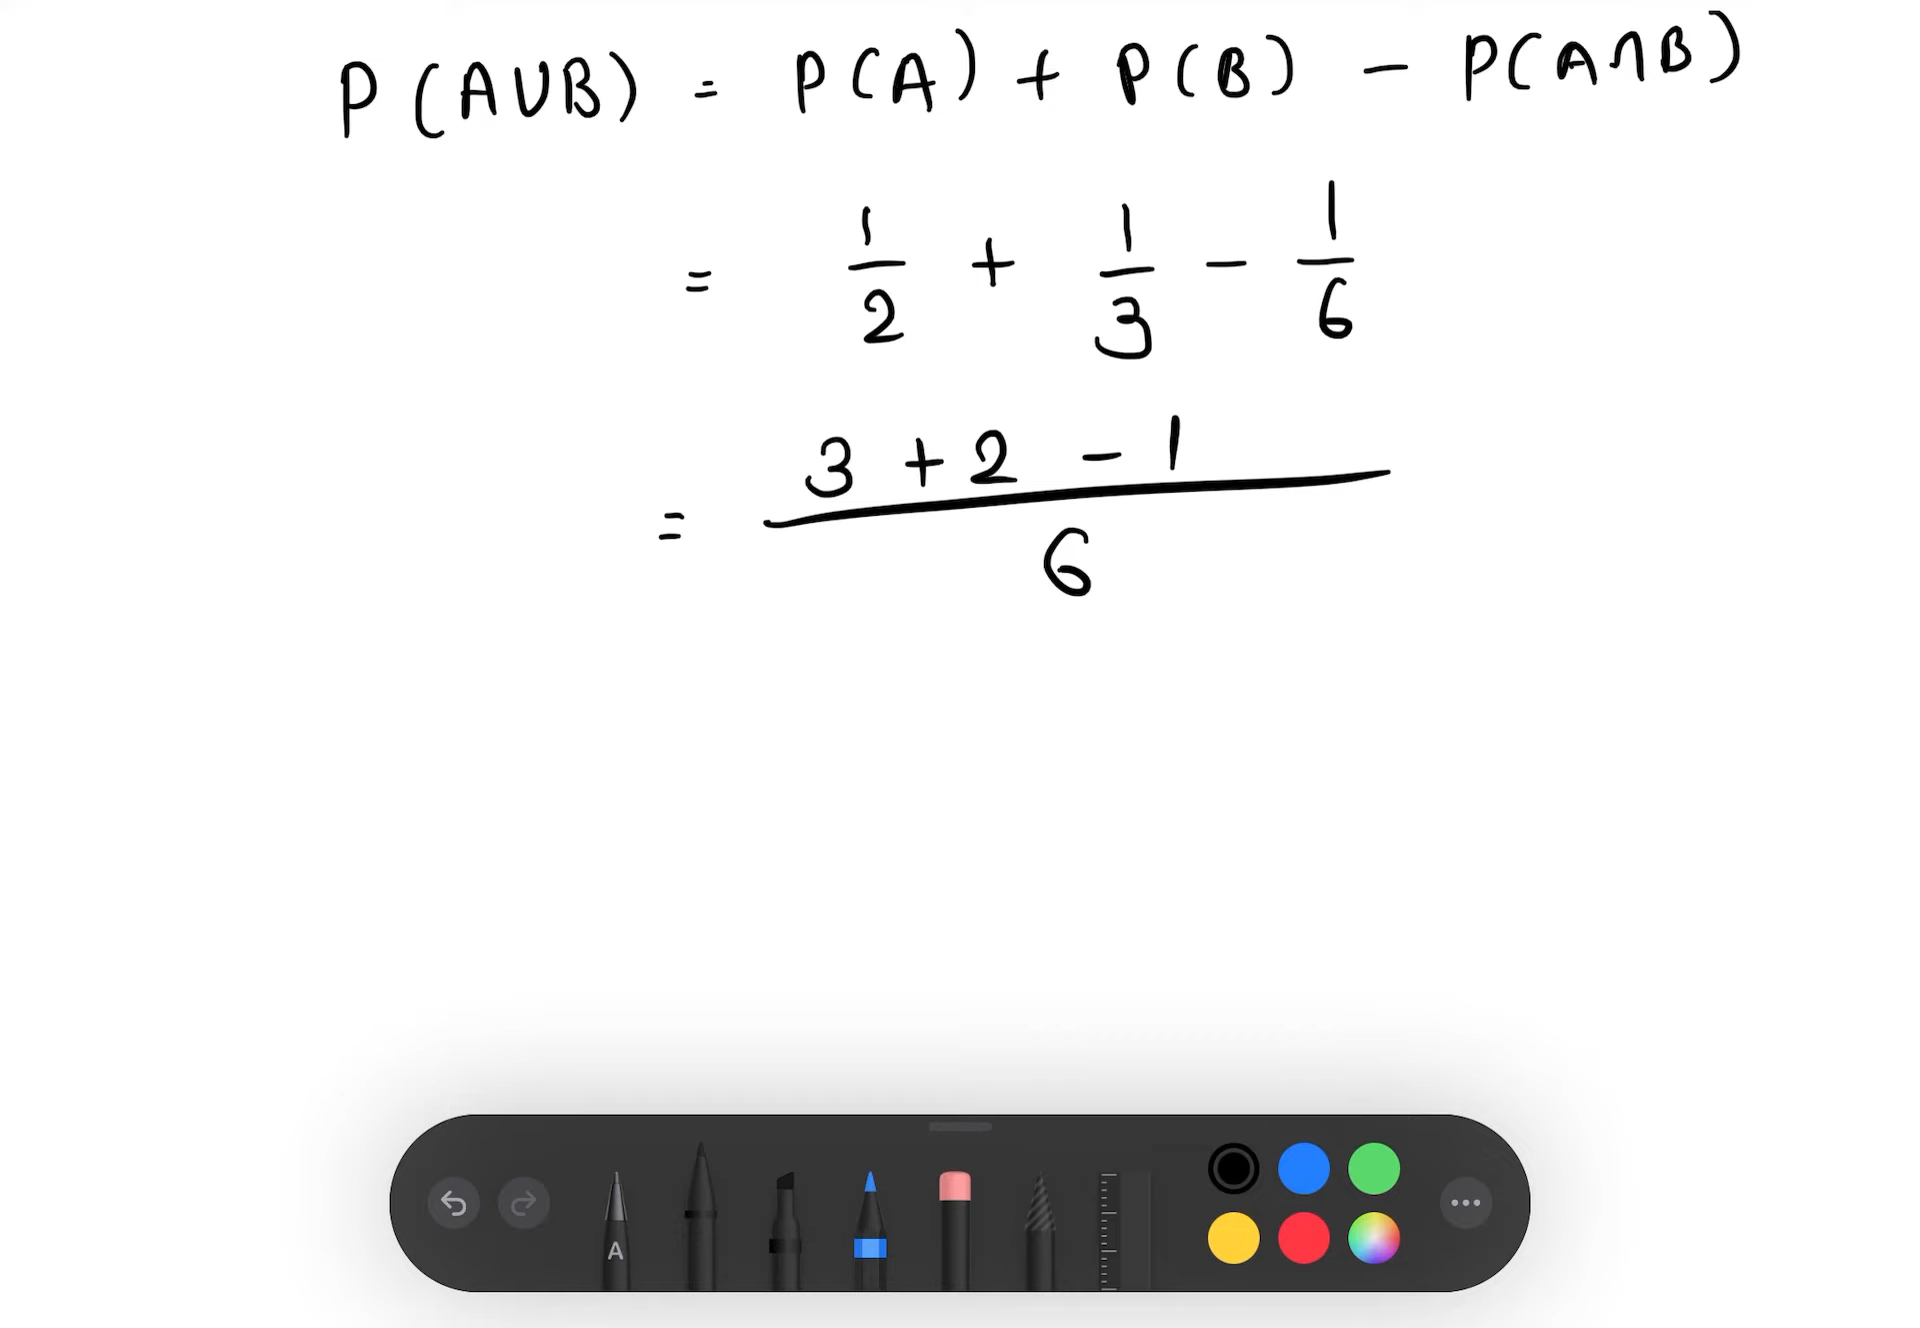 P(A∪B) = P(A) + P(B) - P(A∩B)
= 1/2 + 1/3 - 1/6
= (3 + 2 - 1)/6
A